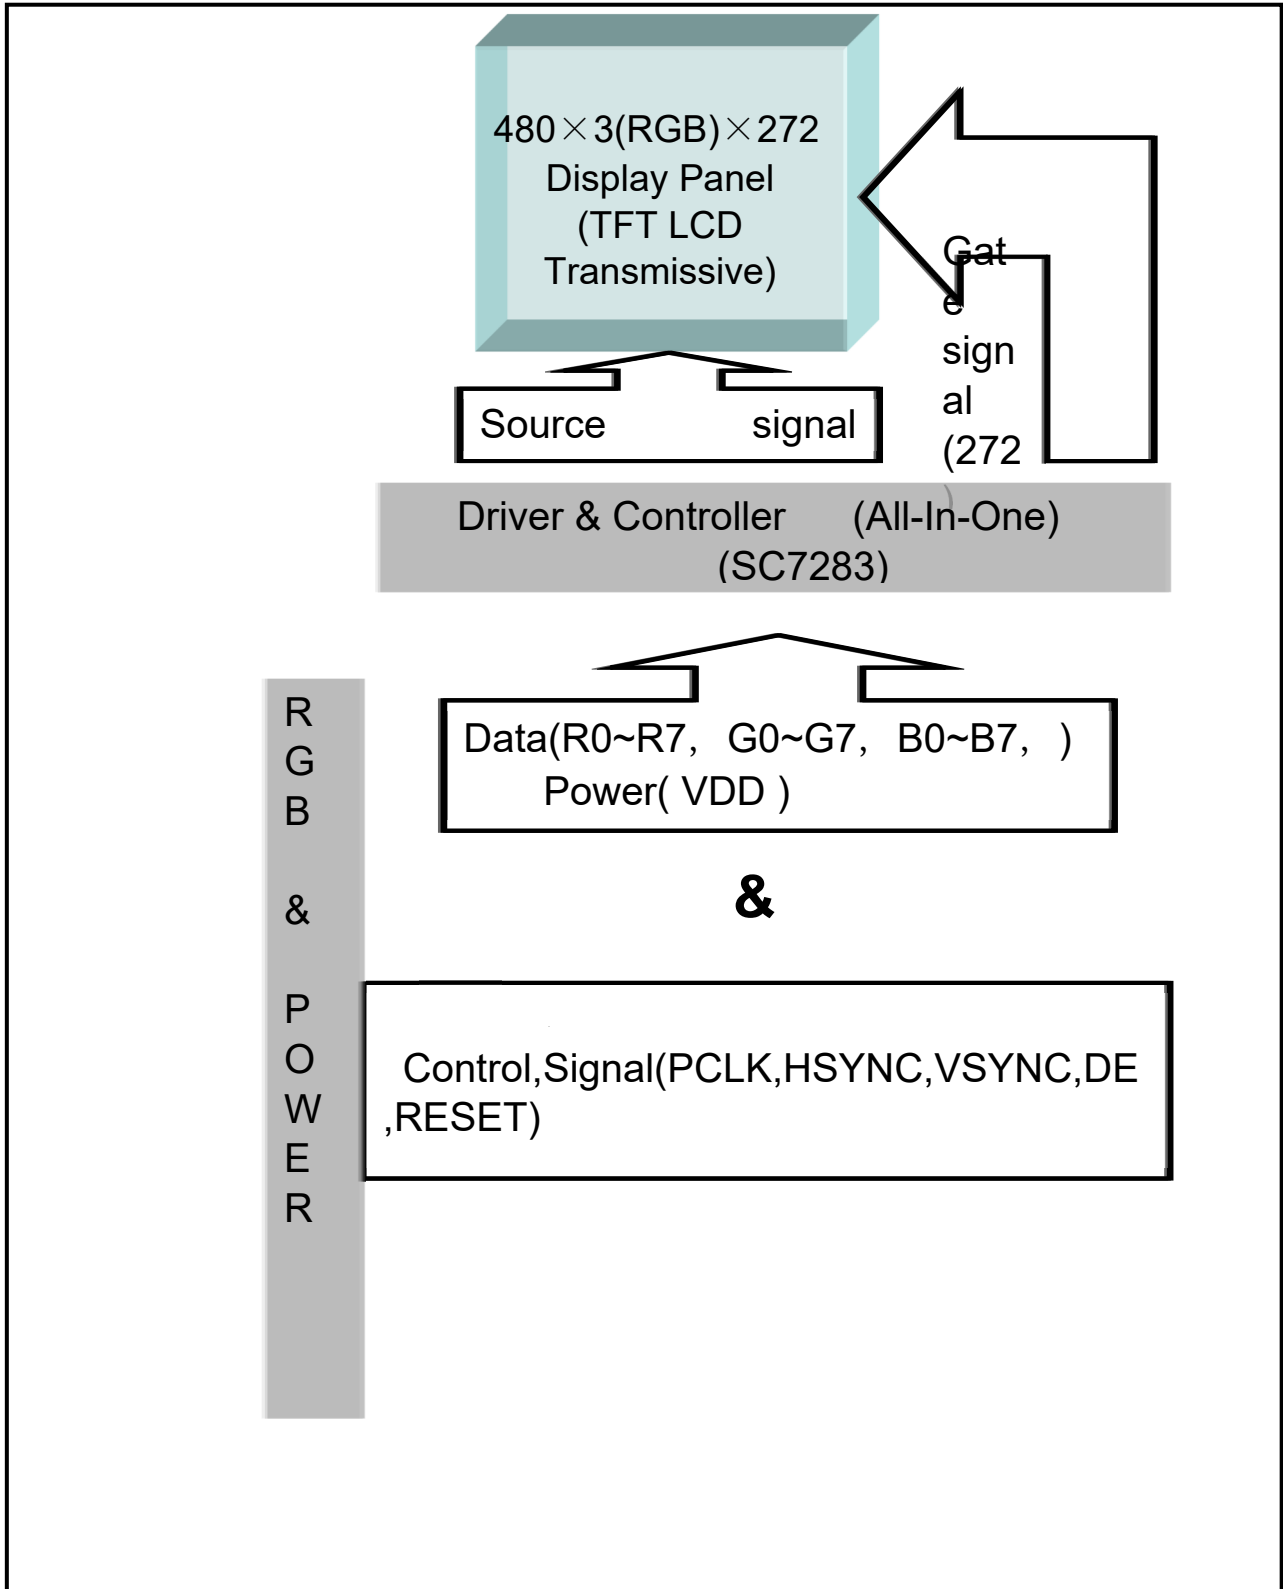 480×3(RGB)×272
Display Panel
(TFT LCD
Transmissive)
Gat
e
sign
al
(272
)
Source signal
Driver & Controller (All-In-One)
(SC7283)
R
G
B
&
P
O
W
E
R
Data(R0~R7, G0~G7, B0~B7, )
Power( VDD )
&
Control,Signal(PCLK,HSYNC,VSYNC,DE
,RESET)